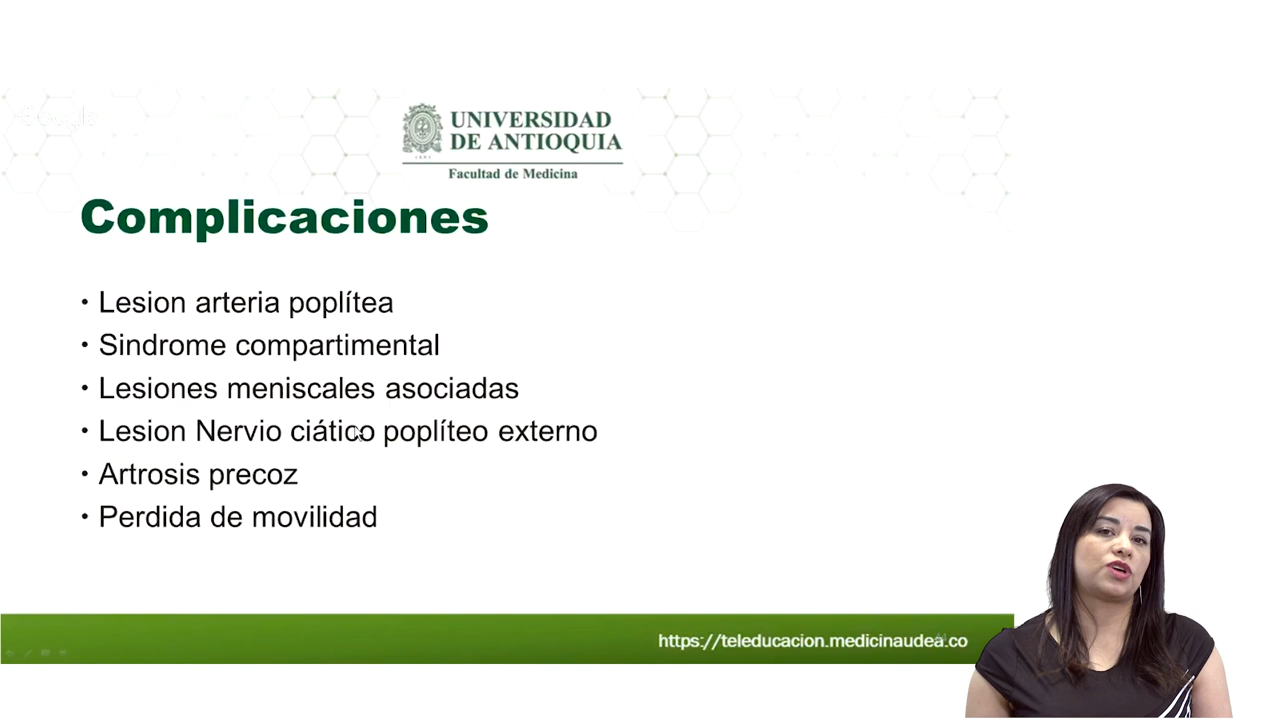 UNIVERSIDAD
DE ANTIOQUIA
Facultad de Medicina
Complicaciones
• Lesion arteria poplítea
• Sindrome compartimental
• Lesiones meniscales asociadas
• Lesion Nervio ciático poplíteo externo
• Artrosis precoz
• Perdida de movilidad
https://teleducacion.medicinaudea.co